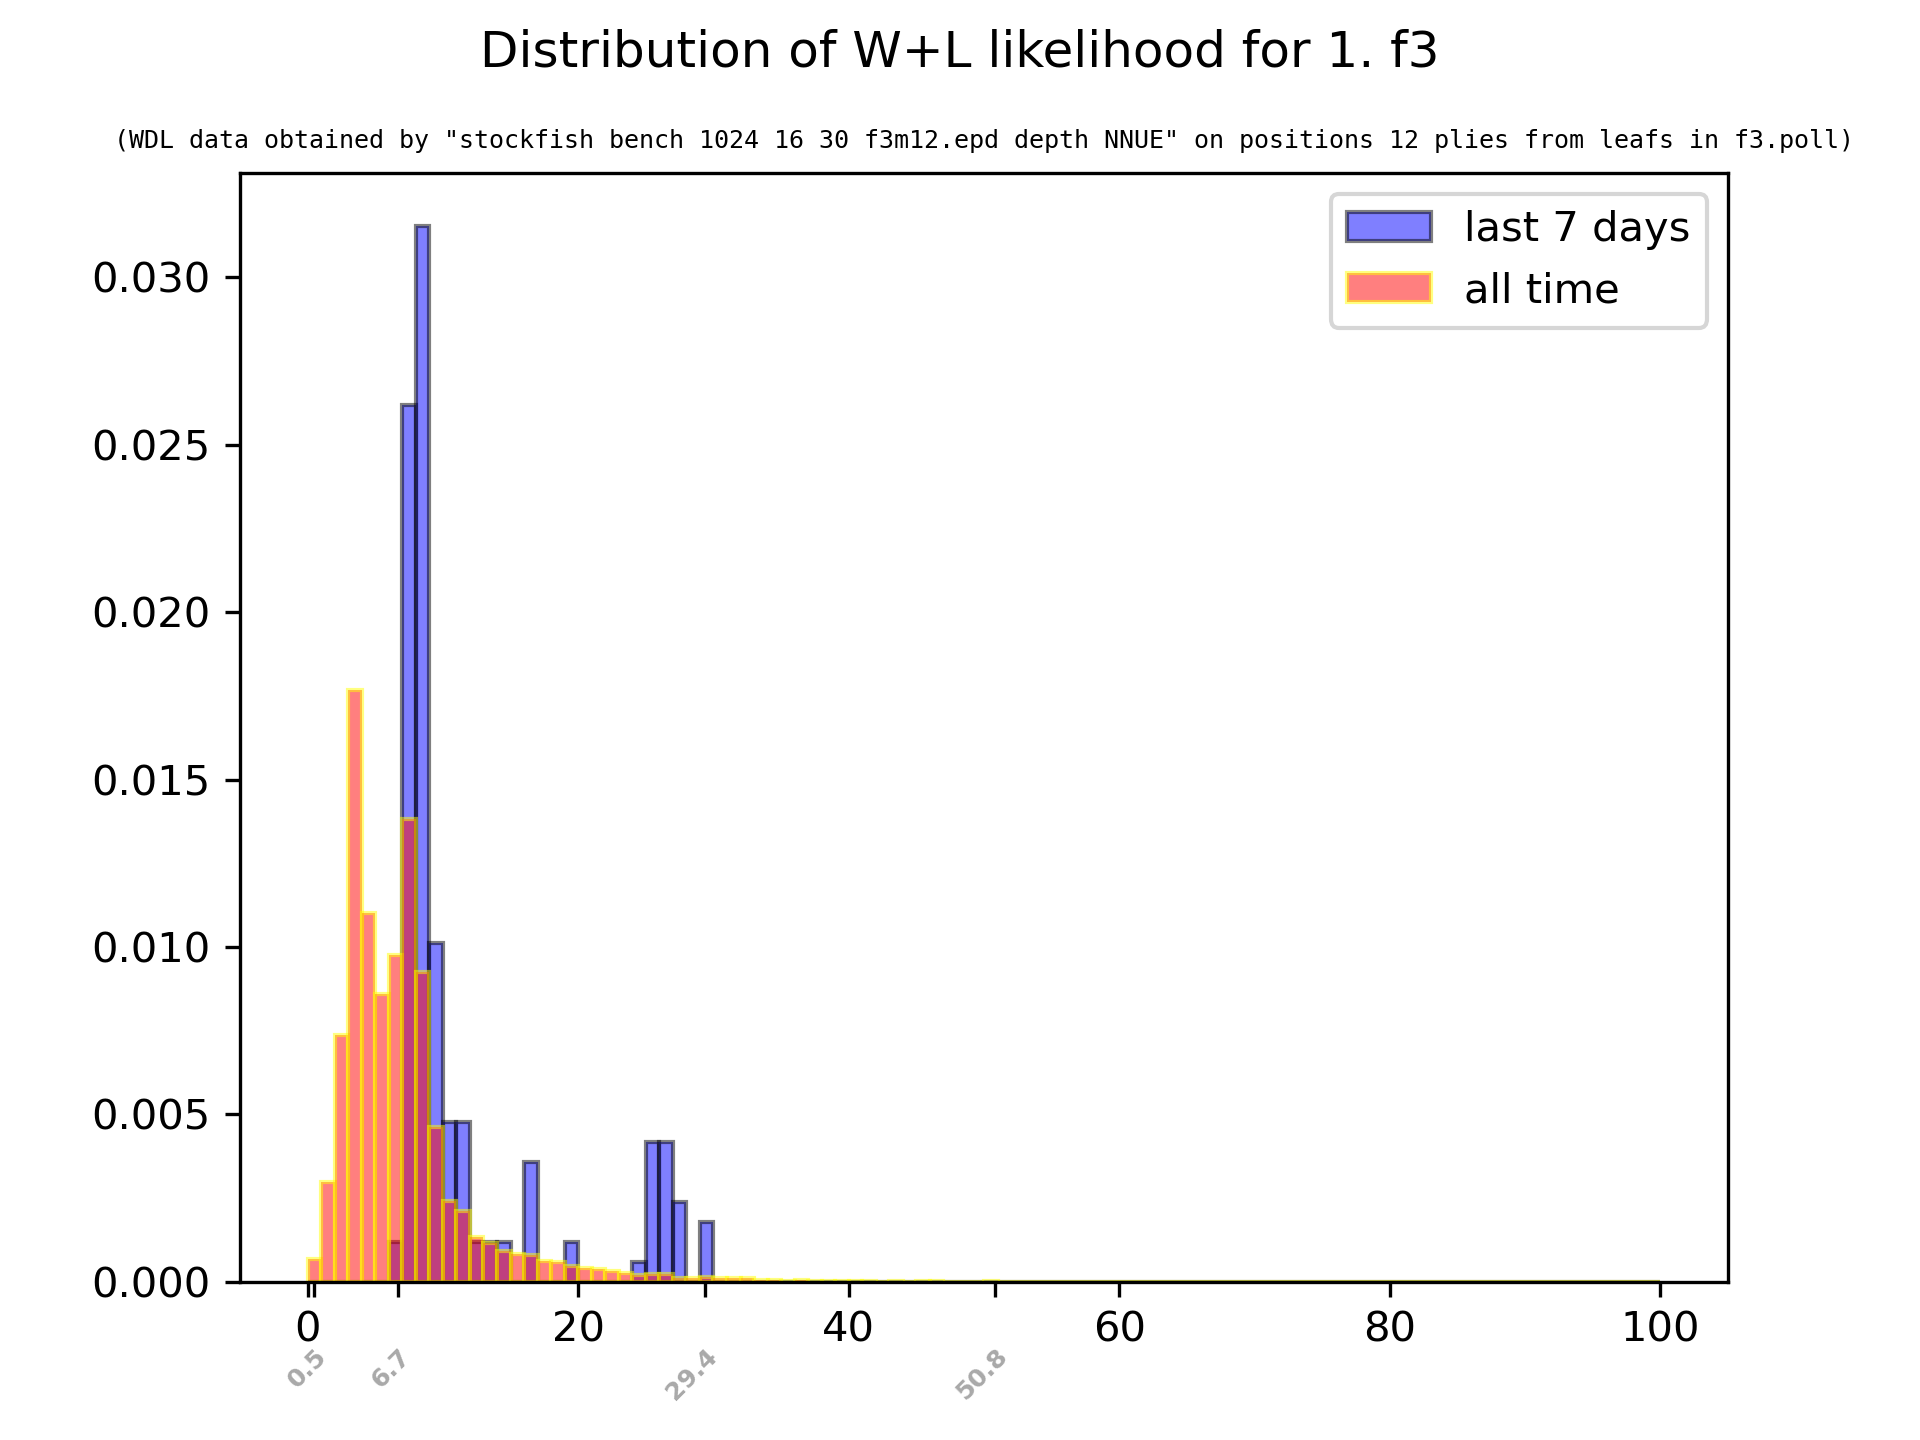 Distribution of W+L likelihood for 1. f3
(WDL data obtained by "stockfish bench 1024 16 30 f3m12.epd depth NNUE" on positions 12 plies from leafs in f3.poll)
last 7 days
all time
0.030
0.025
0.020
0.015
0.010
0.005
0.000
0 20 40 60 80 100
0.5 6.7 29.4 50.8